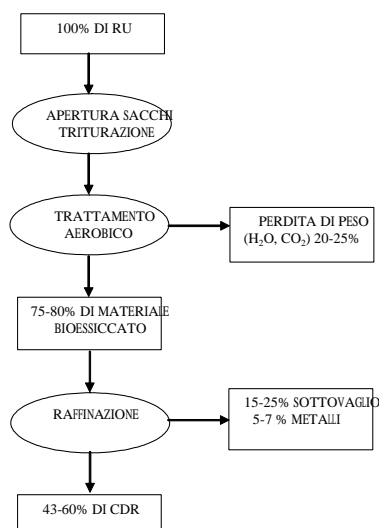 100% DI RU
APERTURA SACCHI
TRITURAZIONE
TRATTAMENTO
AEROBICO
PERDITA DI PESO
(H₂O, CO₂) 20-25%
75-80% DI MATERIALE
BIOESSICCATO
RAFFINAZIONE
15-25% SOTTOVAGLIO
5-7 % METALLI
43-60% DI CDR